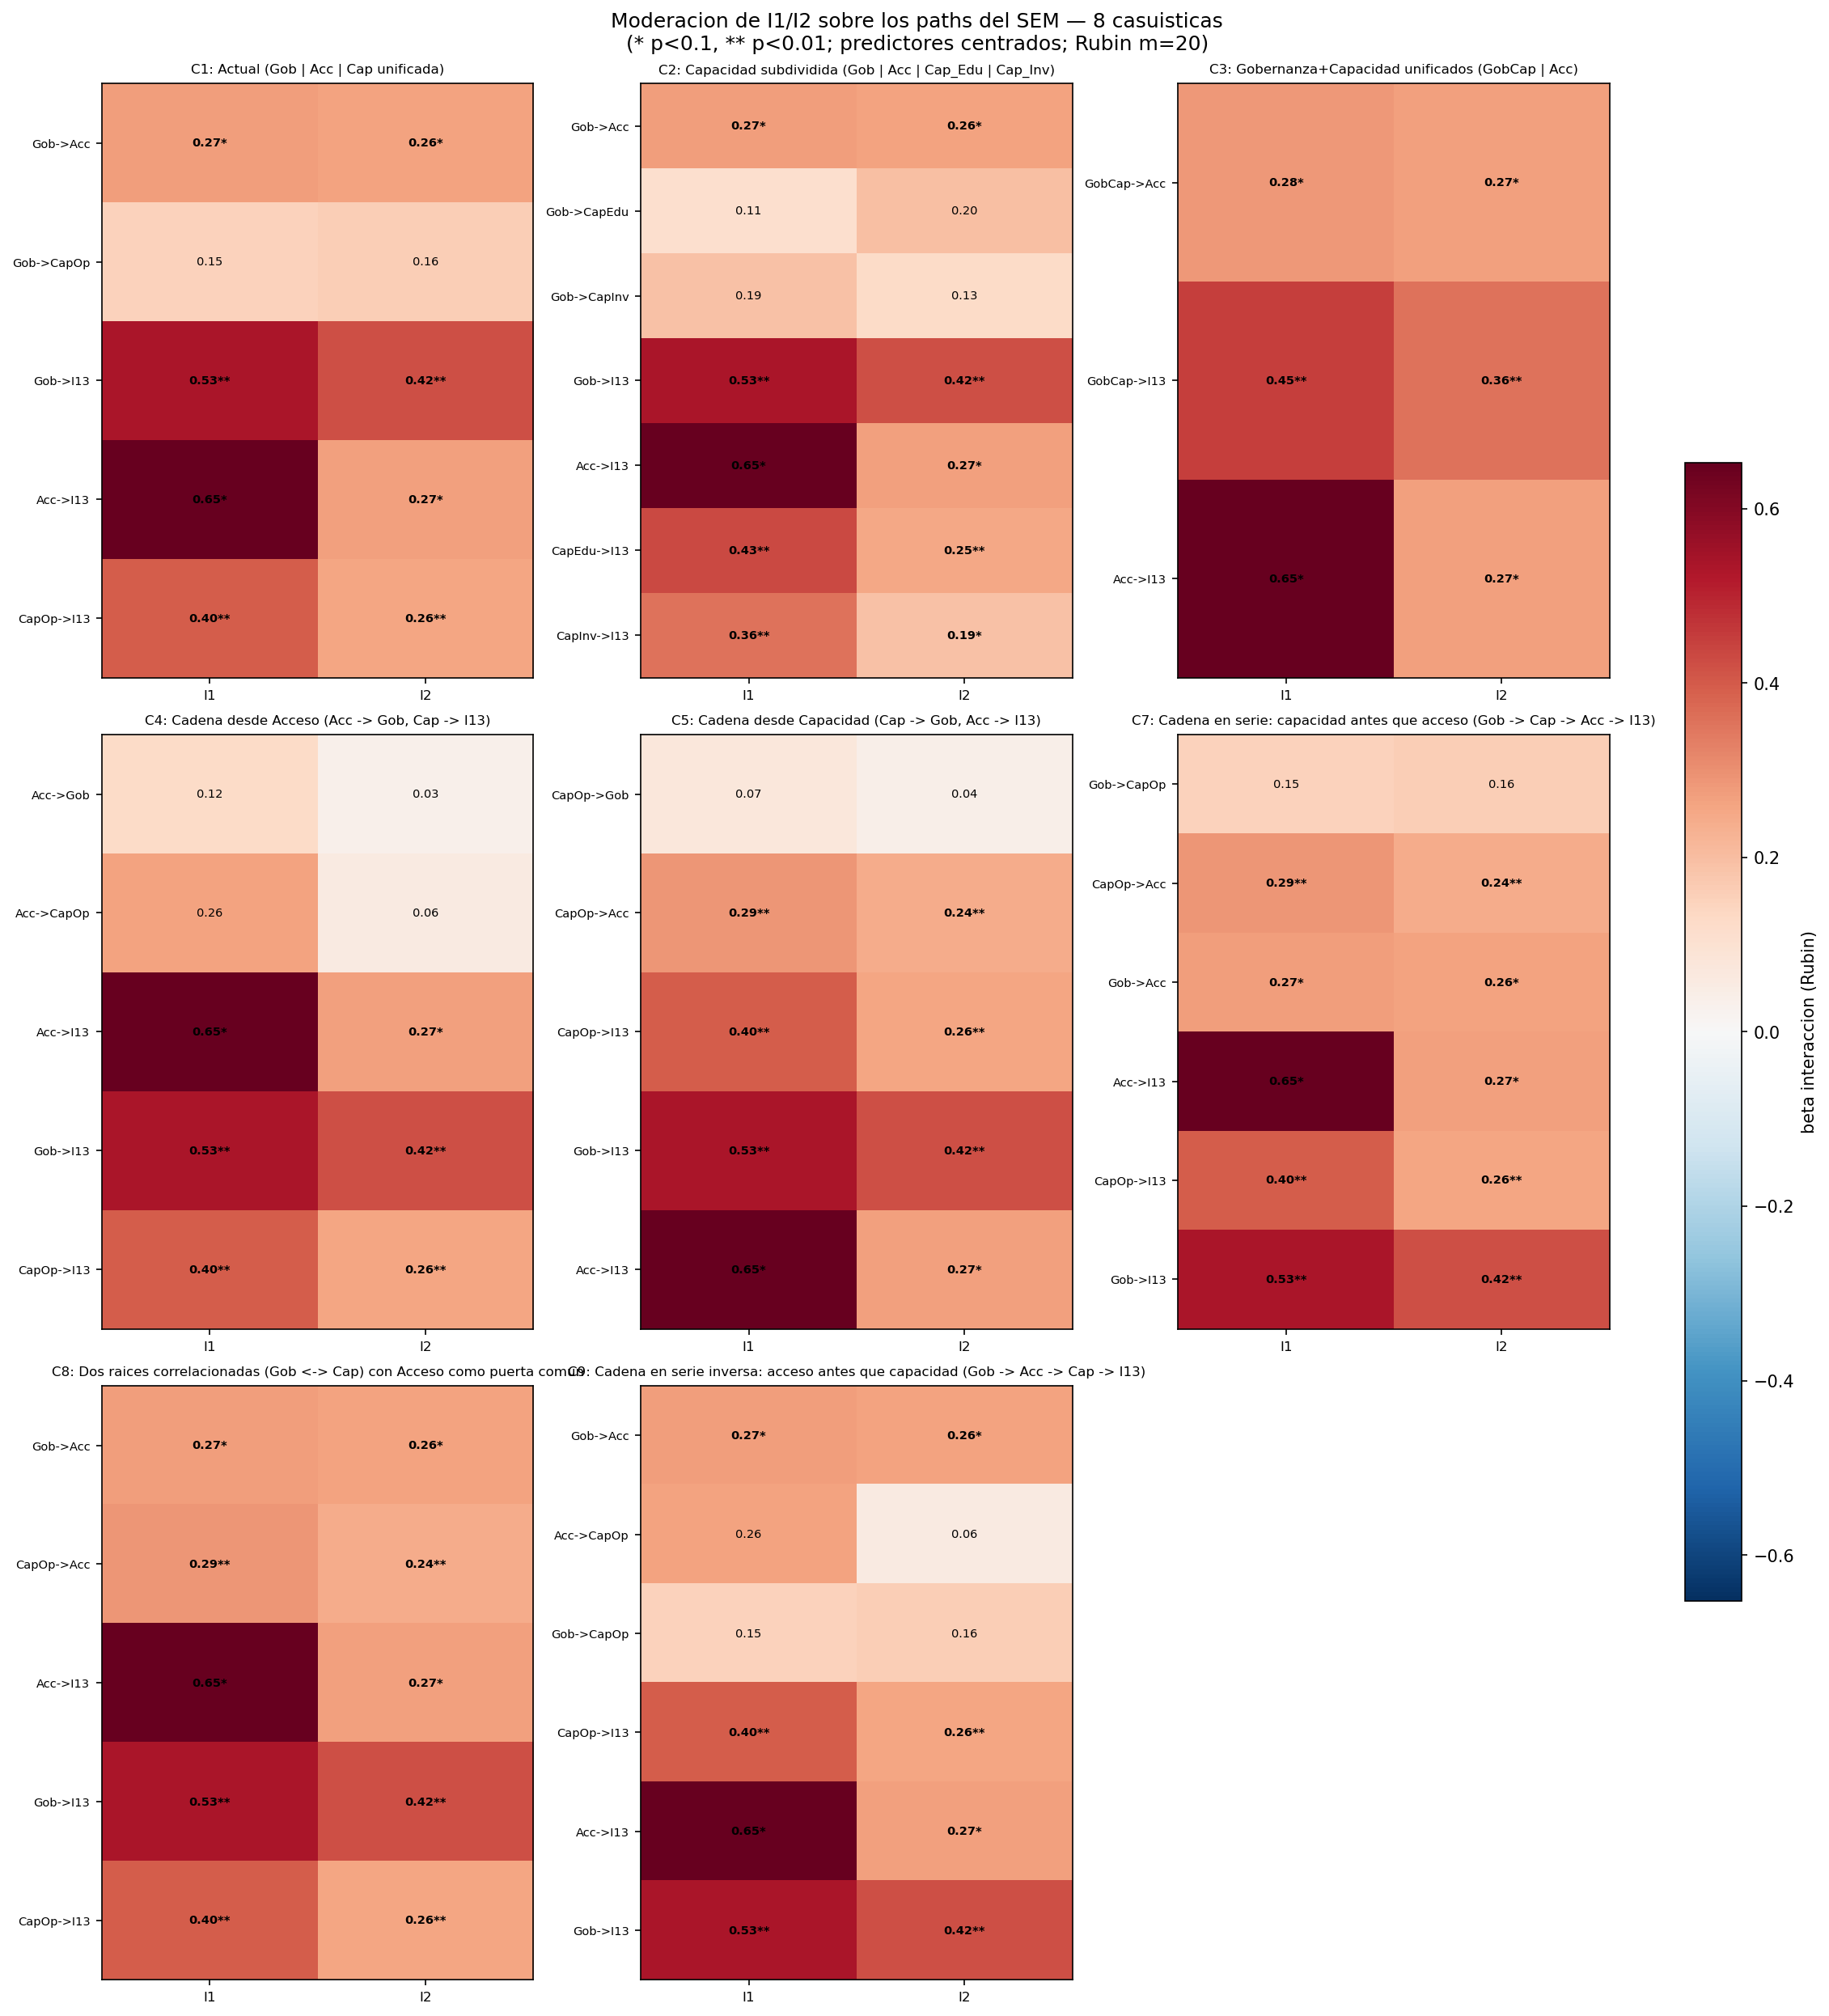 Moderacion de I1/I2 sobre los paths del SEM — 8 casuisticas
(* p<0.1, ** p<0.01; predictores centrados; Rubin m=20)
C1: Actual (Gob | Acc | Cap unificada)
Gob->Acc 0.27* 0.26*
Gob->CapOp 0.15 0.16
Gob->I13 0.53** 0.42**
Acc->I13 0.65* 0.27*
CapOp->I13 0.40** 0.26**
I1 I2
C2: Capacidad subdividida (Gob | Acc | Cap_Edu | Cap_Inv)
Gob->Acc 0.27* 0.26*
Gob->CapEdu 0.11 0.20
Gob->CapInv 0.19 0.13
Gob->I13 0.53** 0.42**
Acc->I13 0.65* 0.27*
CapEdu->I13 0.43** 0.25**
CapInv->I13 0.36** 0.19*
I1 I2
C3: Gobernanza+Capacidad unificados (GobCap | Acc)
GobCap->Acc 0.28* 0.27*
GobCap->I13 0.45** 0.36**
Acc->I13 0.65* 0.27*
I1 I2
C4: Cadena desde Acceso (Acc -> Gob, Cap -> I13)
Acc->Gob 0.12 0.03
Acc->CapOp 0.26 0.06
Acc->I13 0.65* 0.27*
Gob->I13 0.53** 0.42**
CapOp->I13 0.40** 0.26**
I1 I2
C5: Cadena desde Capacidad (Cap -> Gob, Acc -> I13)
CapOp->Gob 0.07 0.04
CapOp->Acc 0.29** 0.24**
CapOp->I13 0.40** 0.26**
Gob->I13 0.53** 0.42**
Acc->I13 0.65* 0.27*
I1 I2
C7: Cadena en serie: capacidad antes que acceso (Gob -> Cap -> Acc -> I13)
Gob->CapOp 0.15 0.16
CapOp->Acc 0.29** 0.24**
Gob->Acc 0.27* 0.26*
Acc->I13 0.65* 0.27*
CapOp->I13 0.40** 0.26**
Gob->I13 0.53** 0.42**
I1 I2
C8: Dos raices correlacionadas (Gob <-> Cap) con Acceso como puerta comun
Gob->Acc 0.27* 0.26*
CapOp->Acc 0.29** 0.24**
Acc->I13 0.65* 0.27*
Gob->I13 0.53** 0.42**
CapOp->I13 0.40** 0.26**
I1 I2
C9: Cadena en serie inversa: acceso antes que capacidad (Gob -> Acc -> Cap -> I13)
Gob->Acc 0.27* 0.26*
Acc->CapOp 0.26 0.06
Gob->CapOp 0.15 0.16
CapOp->I13 0.40** 0.26**
Acc->I13 0.65* 0.27*
Gob->I13 0.53** 0.42**
I1 I2
0.6
0.4
0.2
0.0
−0.2
−0.4
−0.6
beta interaccion (Rubin)